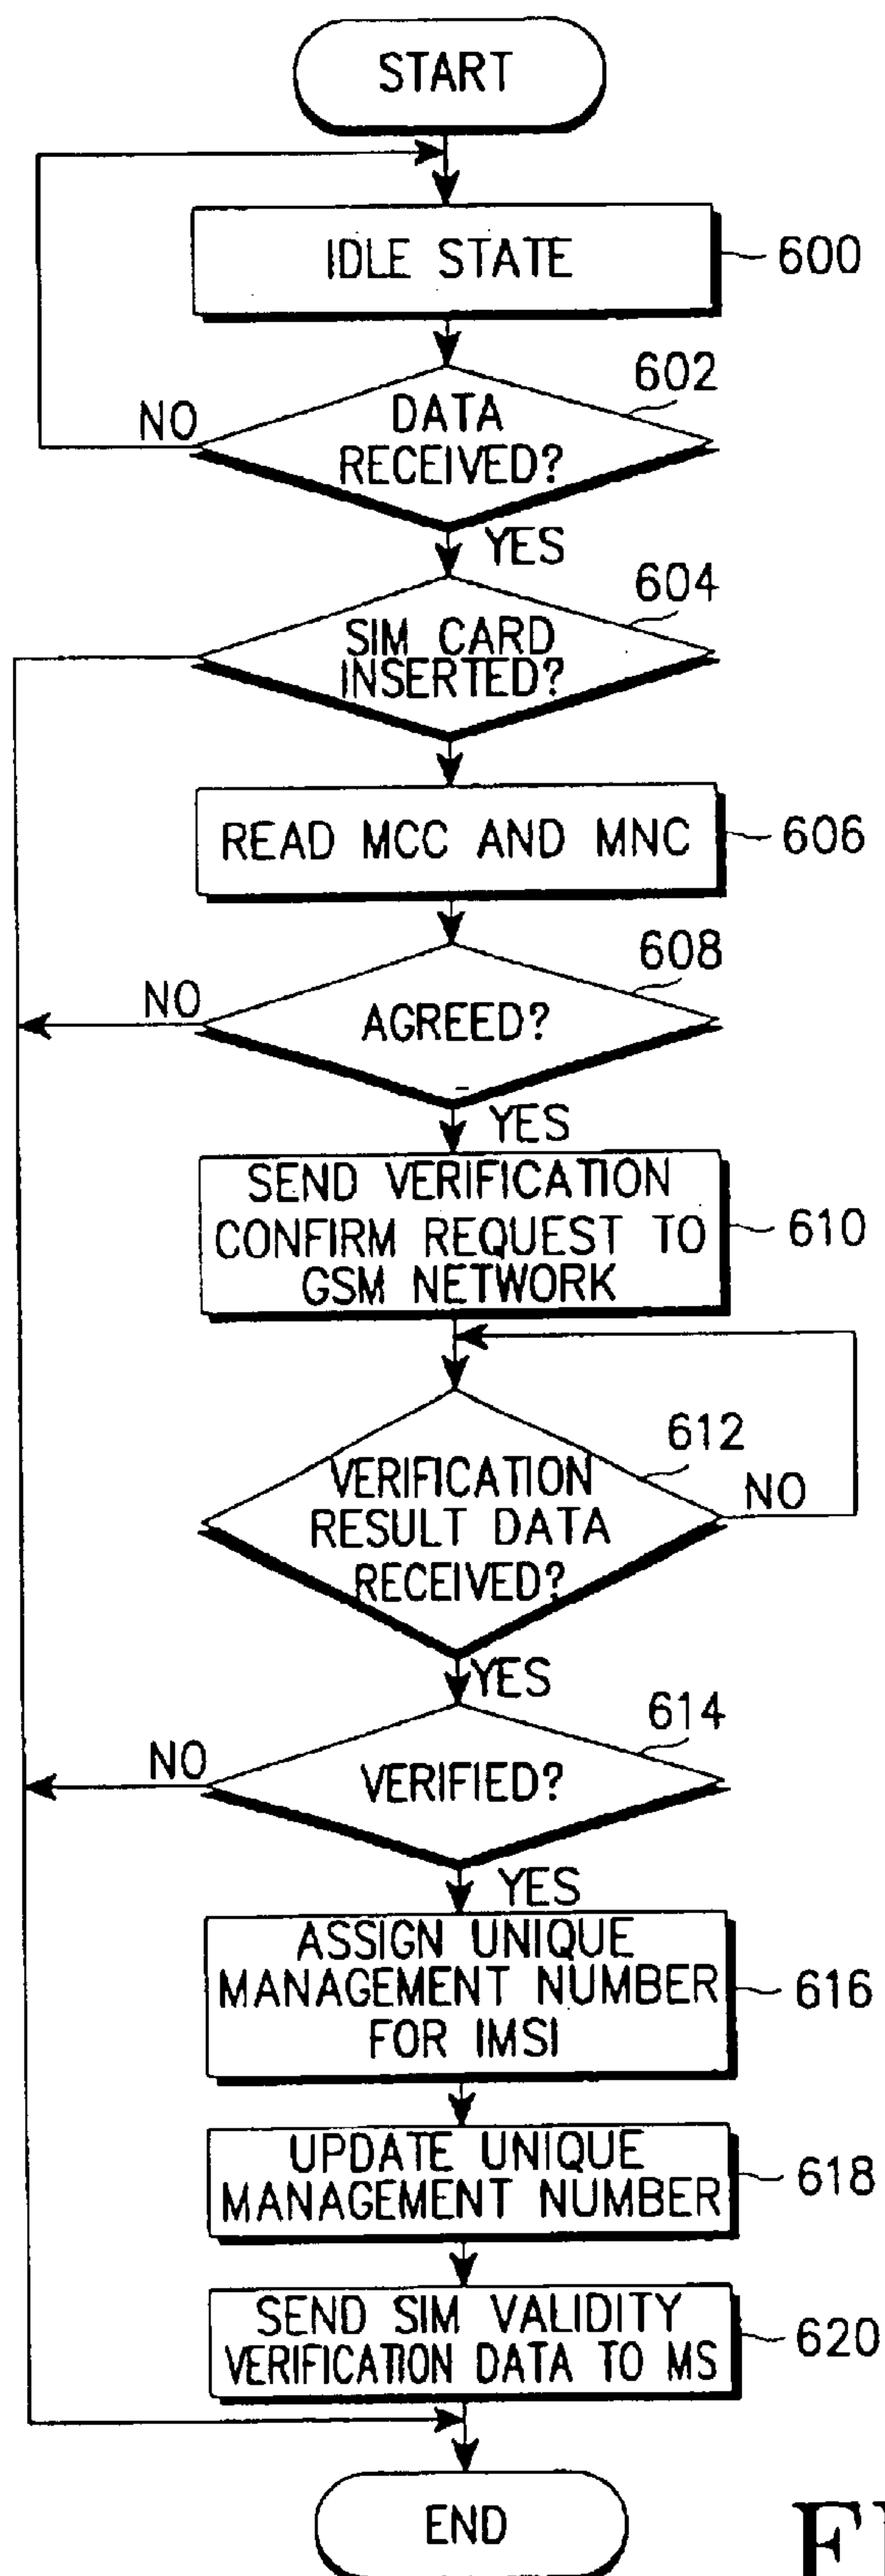 START
IDLE STATE
600
602
DATA
RECEIVED?
NO
YES
604
SIM CARD
INSERTED?
READ MCC AND MNC
606
608
NO
AGREED?
YES
SEND VERIFICATION
CONFIRM REQUEST TO
GSM NETWORK
610
612
VERIFICATION
RESULT DATA
RECEIVED?
NO
YES
614
NO
VERIFIED?
YES
ASSIGN UNIQUE
MANAGEMENT NUMBER
FOR IMSI
616
UPDATE UNIQUE
MANAGEMENT NUMBER
618
SEND SIM VALIDITY
VERIFICATION DATA TO MS
620
END